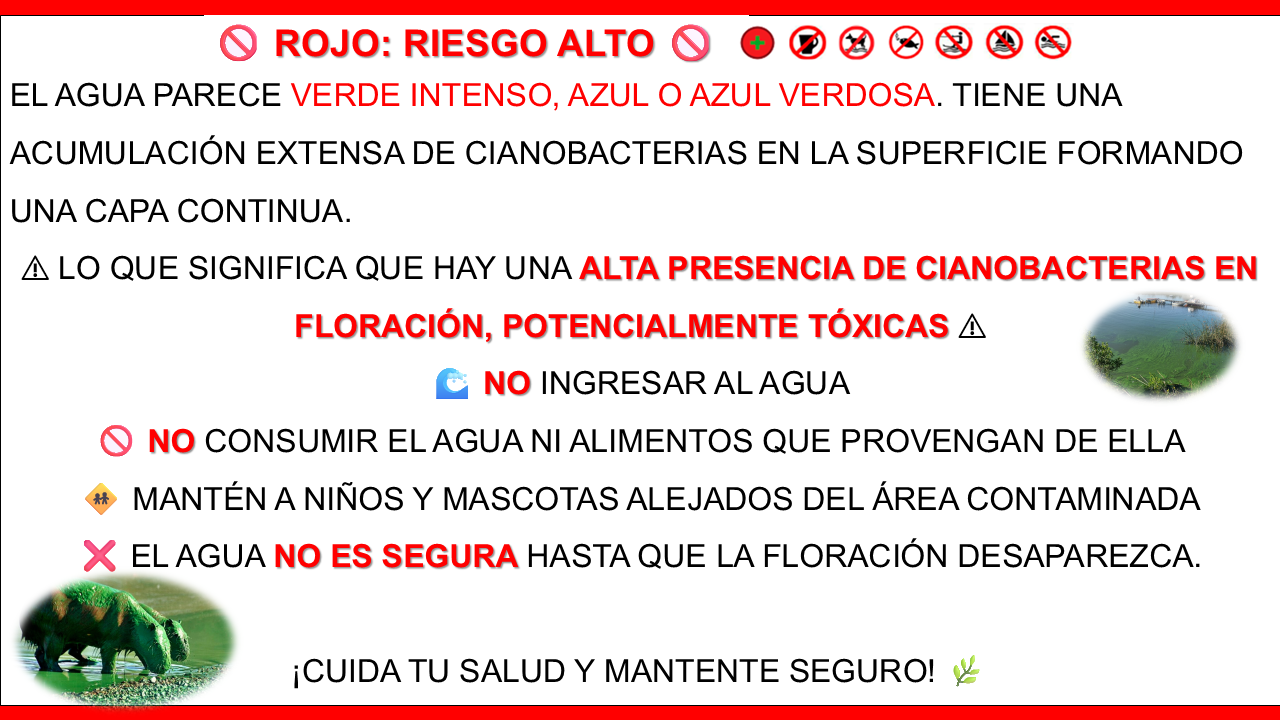 🚫 ROJO: RIESGO ALTO 🚫
EL AGUA PARECE VERDE INTENSO, AZUL O AZUL VERDOSA. TIENE UNA
ACUMULACIÓN EXTENSA DE CIANOBACTERIAS EN LA SUPERFICIE FORMANDO
UNA CAPA CONTINUA.
⚠ LO QUE SIGNIFICA QUE HAY UNA ALTA PRESENCIA DE CIANOBACTERIAS EN
FLORACIÓN, POTENCIALMENTE TÓXICAS ⚠
🌊 NO INGRESAR AL AGUA
🚫 NO CONSUMIR EL AGUA NI ALIMENTOS QUE PROVENGAN DE ELLA
🚸 MANTÉN A NIÑOS Y MASCOTAS ALEJADOS DEL ÁREA CONTAMINADA
❌ EL AGUA NO ES SEGURA HASTA QUE LA FLORACIÓN DESAPAREZCA.
¡CUIDA TU SALUD Y MANTENTE SEGURO! 🌿